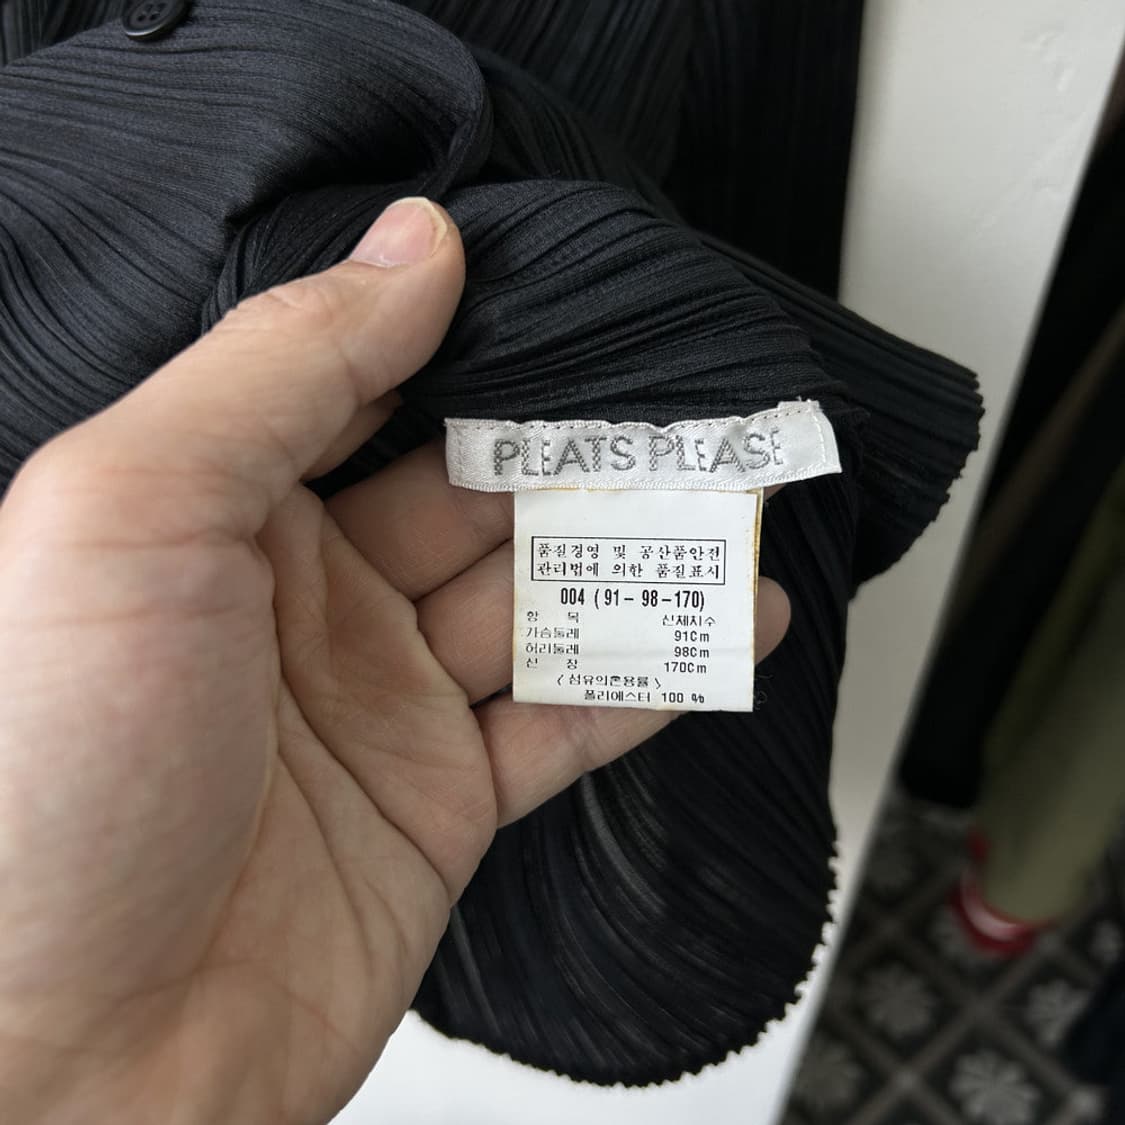 PLEATS PLEASE
품질경영 및 공산품안전
관리법에 의한 품질표시
004 (91-98-170)
항 목 신체치수
가슴둘레 91Cm
허리둘레 98Cm
신 장 170Cm
〈섬유의혼용률〉
폴리에스터 100 %